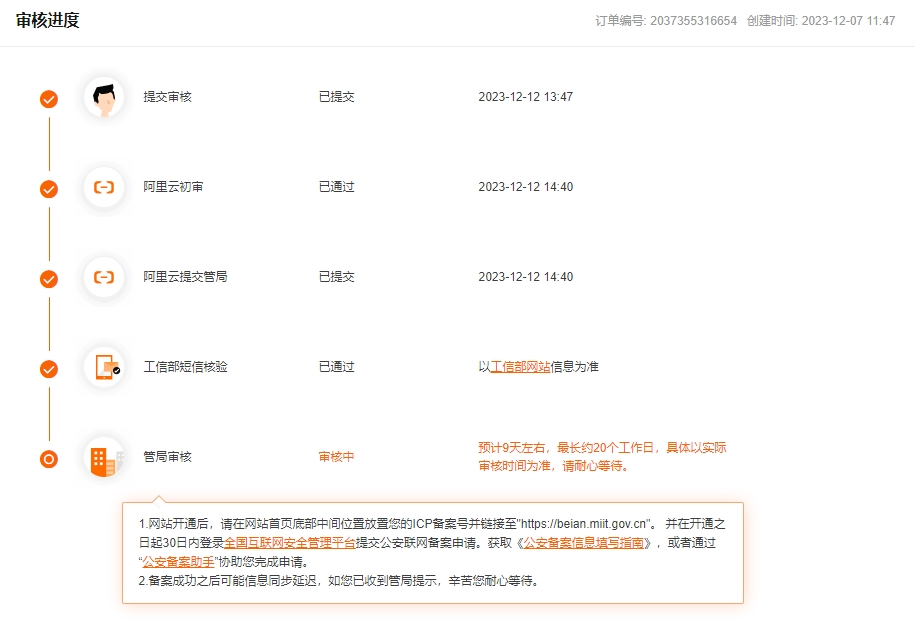 审核进度
订单编号: 2037355316654 创建时间: 2023-12-07 11:47
提交审核 已提交 2023-12-12 13:47
阿里云初审 已通过 2023-12-12 14:40
阿里云提交管局 已提交 2023-12-12 14:40
工信部短信核验 已通过 以工信部网站信息为准
管局审核 审核中 预计9天左右，最长约20个工作日，具体以实际
审核时间为准，请耐心等待。
1.网站开通后，请在网站首页底部中间位置放置您的ICP备案号并链接至"https://beian.miit.gov.cn"。 并在开通之
日起30日内登录全国互联网安全管理平台提交公安联网备案申请。获取《公安备案信息填写指南》，或者通过
“公安备案助手”协助您完成申请。
2.备案成功之后可能信息同步延迟，如您已收到管局提示，辛苦您耐心等待。